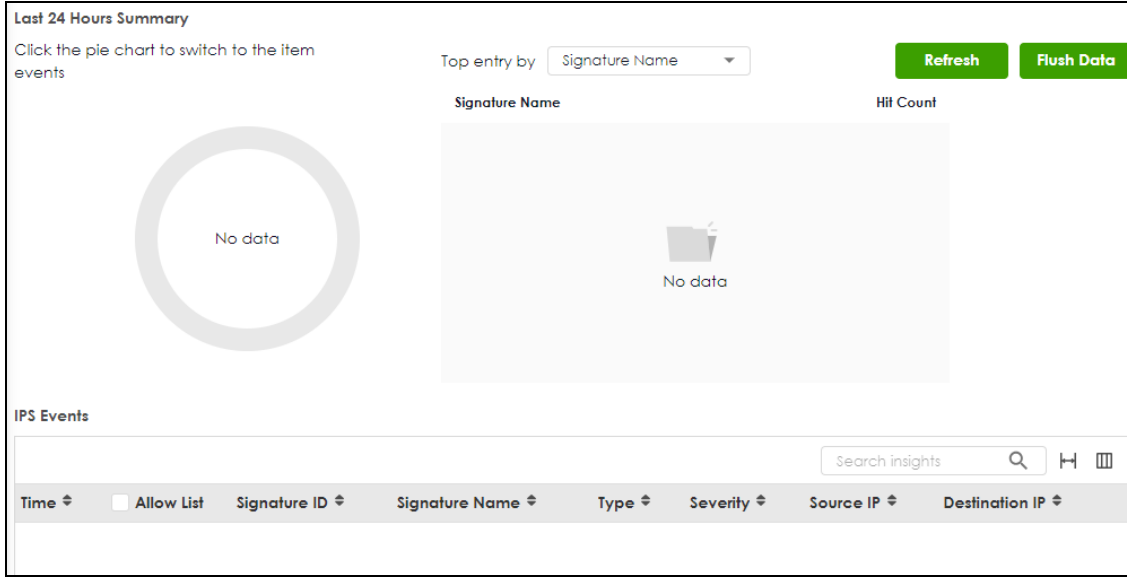 Last 24 Hours Summary
Click the pie chart to switch to the item
events
Top entry by Signature Name
Refresh
Flush Data
Signature Name Hit Count
No data
No data
IPS Events
Search insights
Time Allow List Signature ID Signature Name Type Severity Source IP Destination IP